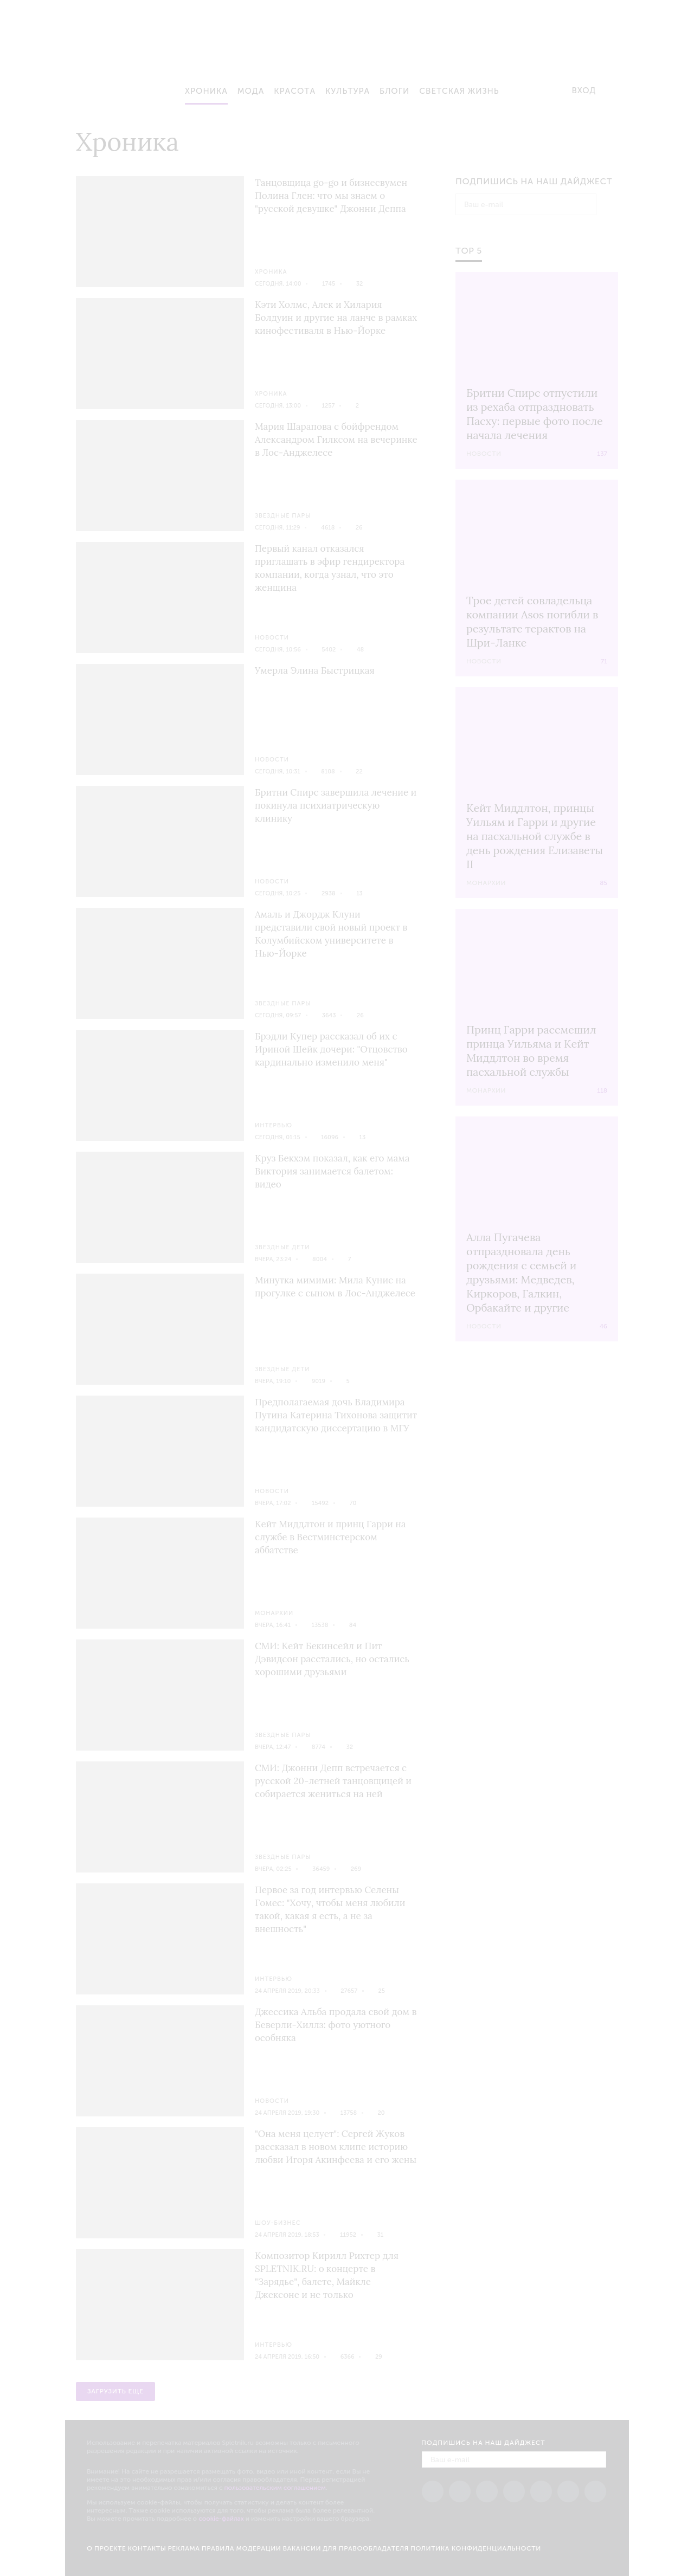 ХРОНИКА МОДА КРАСОТА КУЛЬТУРА БЛОГИ СВЕТСКАЯ ЖИЗНЬ ВХОД
Хроника
Танцовщица go-go и бизнесвумен
Полина Глен: что мы знаем о
"русской девушке" Джонни Деппа
ХРОНИКА
Кэти Холмс, Алек и Хилария
Болдуин и другие на ланче в рамках
кинофестиваля в Нью-Йорке
ХРОНИКА
Мария Шарапова с бойфрендом
Александром Гилксом на вечеринке
в Лос-Анджелесе
ЗВЕЗДНЫЕ ПАРЫ
Первый канал отказался
приглашать в эфир гендиректора
компании, когда узнал, что это
женщина
НОВОСТИ
Умерла Элина Быстрицкая
НОВОСТИ
Бритни Спирс завершила лечение и
покинула психиатрическую
клинику
НОВОСТИ
Амаль и Джордж Клуни
представили свой новый проект в
Колумбийском университете в
Нью-Йорке
ЗВЕЗДНЫЕ ПАРЫ
Брэдли Купер рассказал об их с
Ириной Шейк дочери: "Отцовство
кардинально изменило меня"
ИНТЕРВЬЮ
Круз Бекхэм показал, как его мама
Виктория занимается балетом:
видео
ЗВЕЗДНЫЕ ДЕТИ
Минутка мимими: Мила Кунис на
прогулке с сыном в Лос-Анджелесе
ЗВЕЗДНЫЕ ДЕТИ
Предполагаемая дочь Владимира
Путина Катерина Тихонова защитит
кандидатскую диссертацию в МГУ
НОВОСТИ
Кейт Миддлтон и принц Гарри на
службе в Вестминстерском
аббатстве
МОНАРХИИ
СМИ: Кейт Бекинсейл и Пит
Дэвидсон расстались, но остались
хорошими друзьями
ЗВЕЗДНЫЕ ПАРЫ
СМИ: Джонни Депп встречается с
русской 20-летней танцовщицей и
собирается жениться на ней
ЗВЕЗДНЫЕ ПАРЫ
Первое за год интервью Селены
Гомес: "Хочу, чтобы меня любили
такой, какая я есть, а не за
внешность"
ИНТЕРВЬЮ
Джессика Альба продала свой дом в
Беверли-Хиллз: фото уютного
особняка
НОВОСТИ
"Она меня целует": Сергей Жуков
рассказал в новом клипе историю
любви Игоря Акинфеева и его жены
ШОУ-БИЗНЕС
Композитор Кирилл Рихтер для
SPLETNIK.RU: о концерте в
"Зарядье", балете, Майкле
Джексоне и не только
ИНТЕРВЬЮ
ЗАГРУЗИТЬ ЕЩЕ
ПОДПИШИСЬ НА НАШ ДАЙДЖЕСТ
Ваш e-mail
TOP 5
Бритни Спирс отпустили
из рехаба отпраздновать
Пасху: первые фото после
начала лечения
НОВОСТИ
Трое детей совладельца
компании Asos погибли в
результате терактов на
Шри-Ланке
НОВОСТИ
Кейт Миддлтон, принцы
Уильям и Гарри и другие
на пасхальной службе в
день рождения Елизаветы
II
МОНАРХИИ
Принц Гарри рассмешил
принца Уильяма и Кейт
Миддлтон во время
пасхальной службы
МОНАРХИИ
Алла Пугачева
отпраздновала день
рождения с семьей и
друзьями: Медведев,
Киркоров, Галкин,
Орбакайте и другие
НОВОСТИ
ПОДПИШИСЬ НА НАШ ДАЙДЖЕСТ
Ваш e-mail
О ПРОЕКТЕ КОНТАКТЫ РЕКЛАМА ПРАВИЛА МОДЕРАЦИИ ВАКАНСИИ ДЛЯ ПРАВООБЛАДАТЕЛЯ ПОЛИТИКА КОНФИДЕНЦИАЛЬНОСТИ